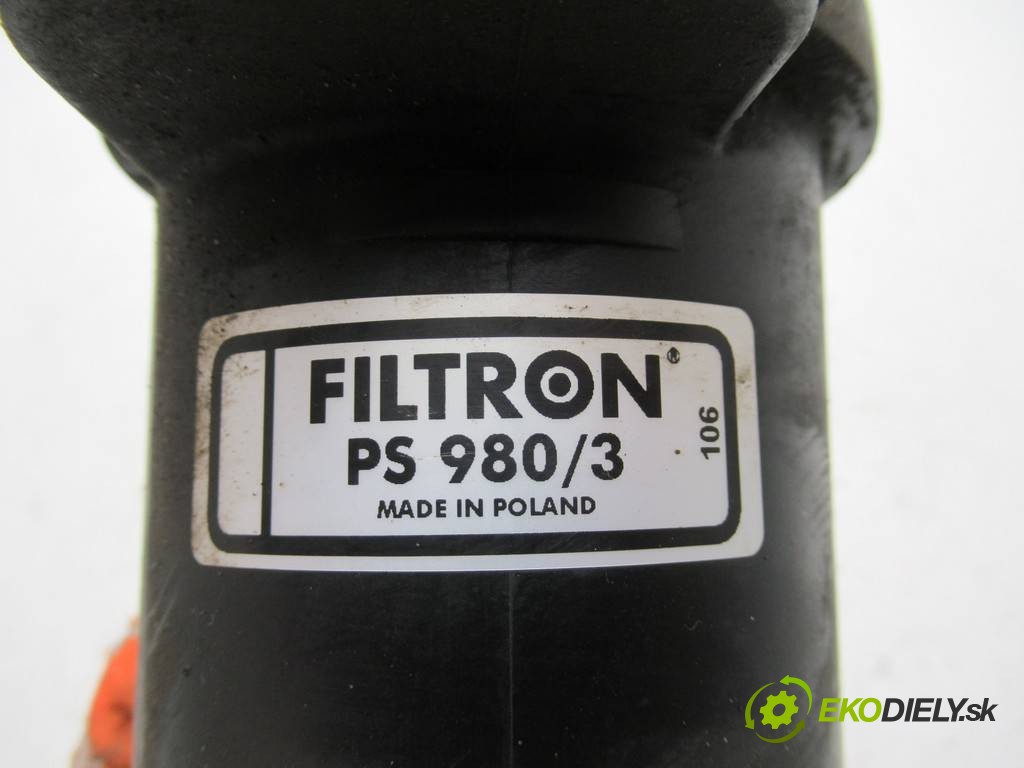 FILTRON®
PS 980/3
106
MADE IN POLAND
EKODIELY.sk